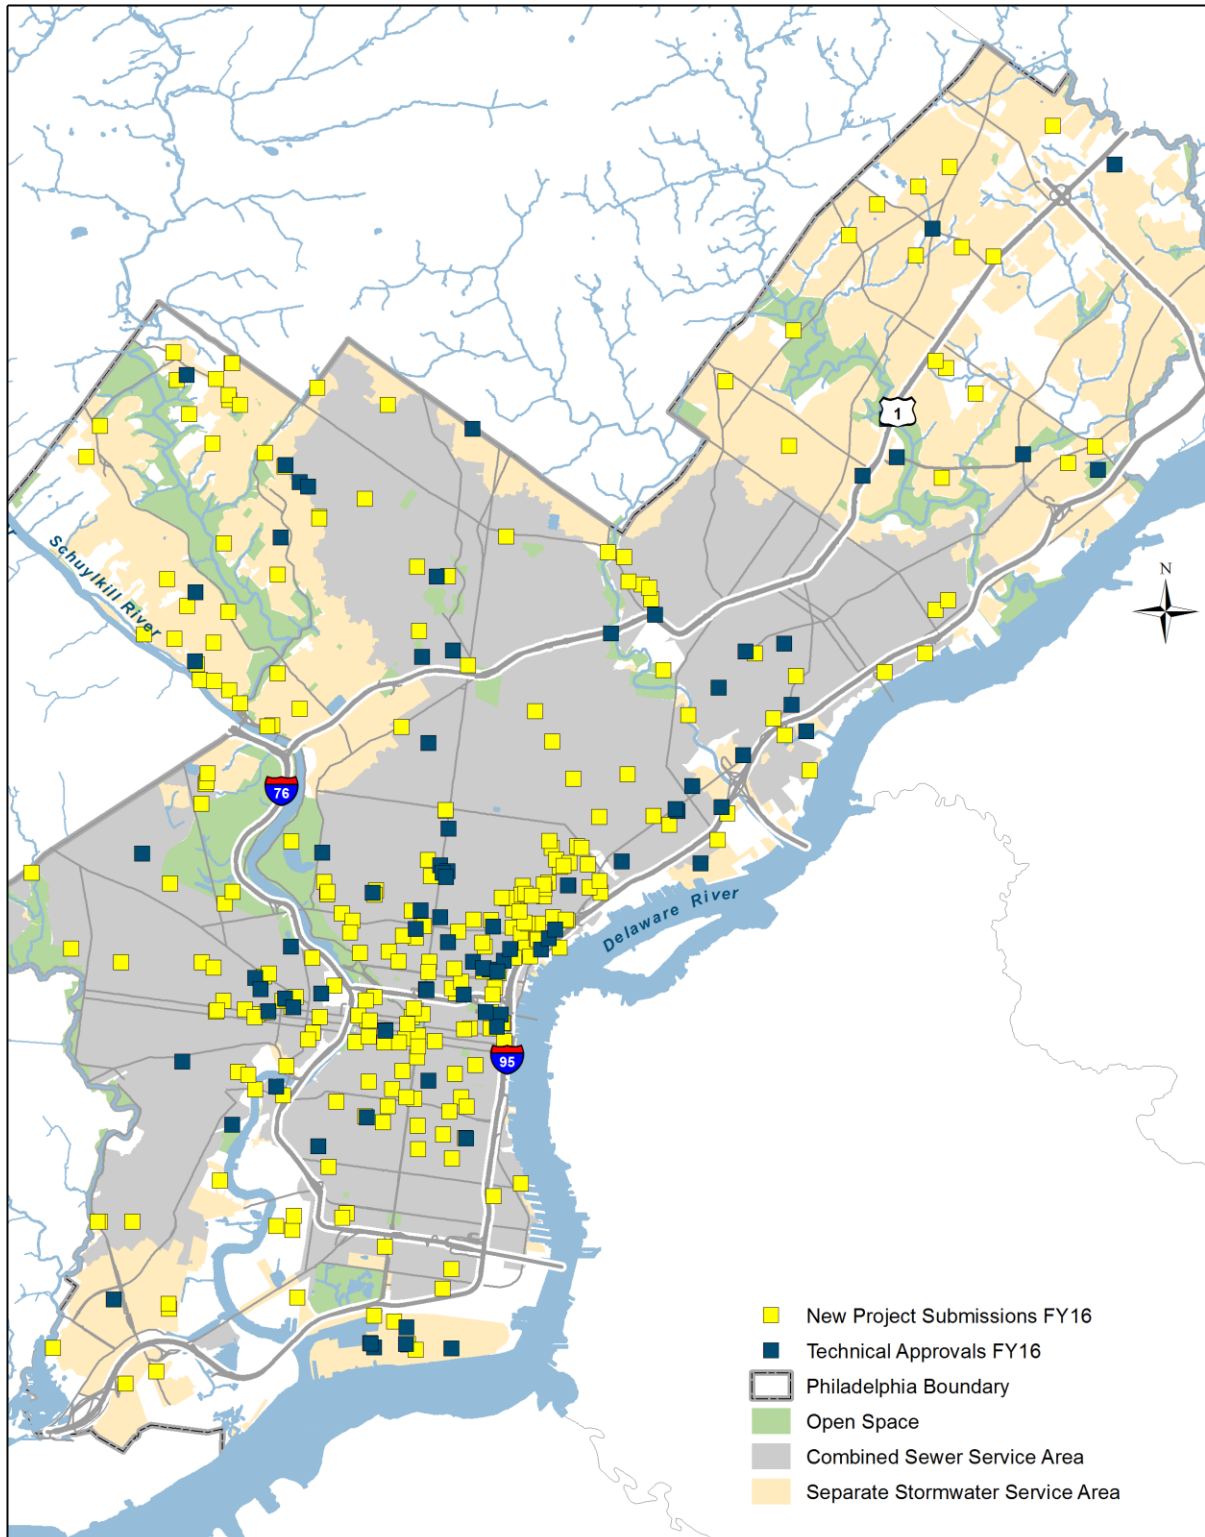 1
Schuylkill River
N
76
Delaware River
95
New Project Submissions FY16
Technical Approvals FY16
Philadelphia Boundary
Open Space
Combined Sewer Service Area
Separate Stormwater Service Area